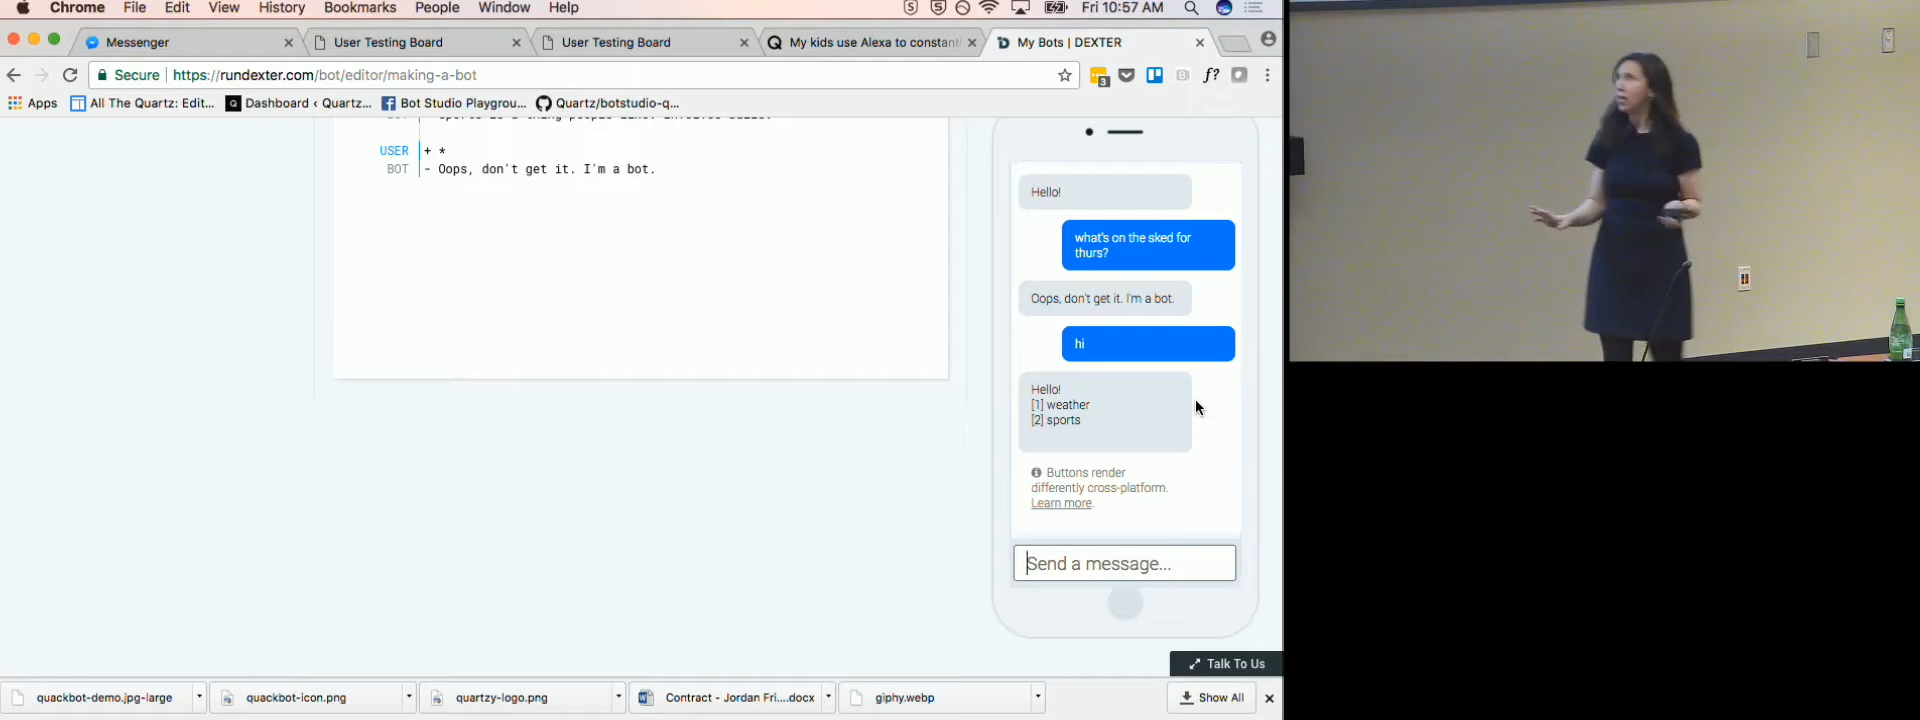 Chrome File Edit View History Bookmarks People Window Help Fri 10:57 AM
Messenger User Testing Board User Testing Board My kids use Alexa to constant My Bots | DEXTER
Secure https://rundexter.com/bot/editor/making-a-bot
Apps All The Quartz: Edit... Dashboard ‹ Quartz... Bot Studio Playgrou... Quartz/botstudio-q...
USER + *
BOT - Oops, don't get it. I'm a bot.
Hello!
what's on the sked for
thurs?
Oops, don't get it. I'm a bot.
hi
Hello!
[1] weather
[2] sports
Buttons render
differently cross-platform.
Learn more.
Send a message...
Talk To Us
quackbot-demo.jpg-large quackbot-icon.png quartzy-logo.png Contract - Jordan Fri....docx giphy.webp Show All